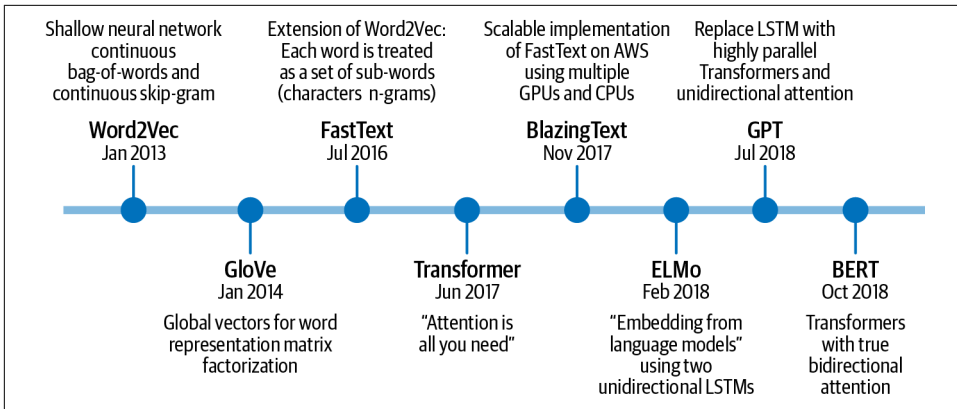 Shallow neural network
continuous
bag-of-words and
continuous skip-gram
Word2Vec
Jan 2013
Extension of Word2Vec:
Each word is treated
as a set of sub-words
(characters n-grams)
FastText
Jul 2016
Scalable implementation
of FastText on AWS
using multiple
GPUs and CPUs
BlazingText
Nov 2017
Replace LSTM with
highly parallel
Transformers and
unidirectional attention
GPT
Jul 2018
GloVe
Jan 2014
Global vectors for word
representation matrix
factorization
Transformer
Jun 2017
“Attention is
all you need”
ELMo
Feb 2018
“Embedding from
language models”
using two
unidirectional LSTMs
BERT
Oct 2018
Transformers
with true
bidirectional
attention